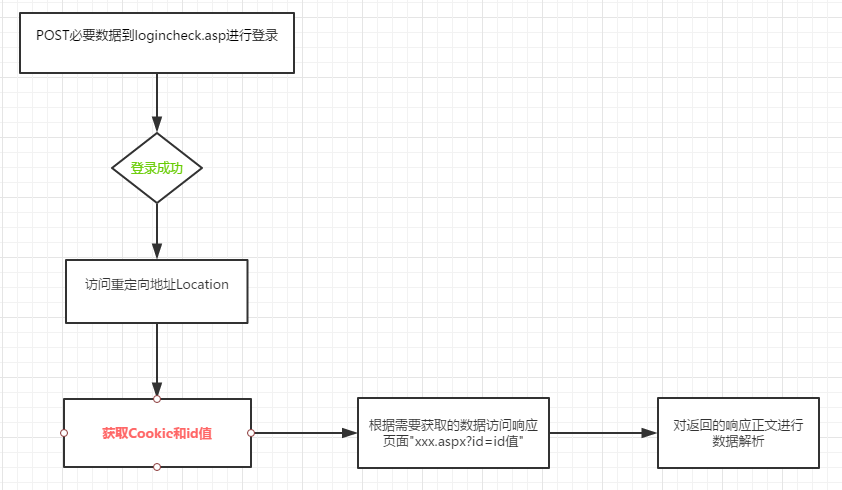 POST必要数据到logincheck.asp进行登录
登录成功
访问重定向地址Location
获取Cookie和id值
根据需要获取的数据访问响应
页面"xxx.aspx?id=id值"
对返回的响应正文进行
数据解析